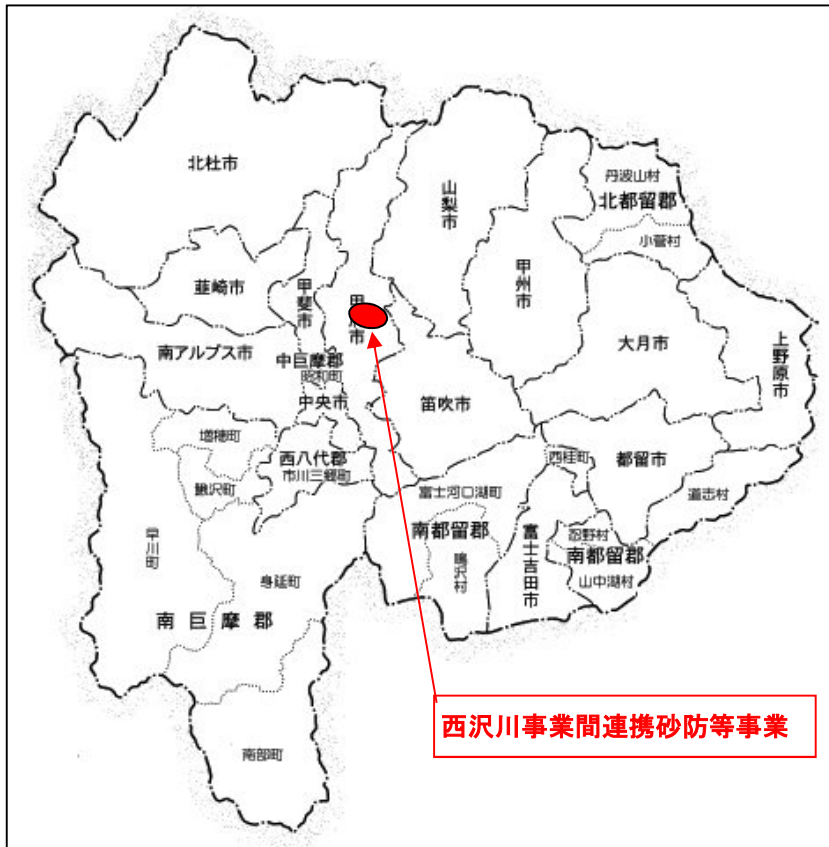 北杜市
丹波山村
北都留郡
小菅村
山梨市
甲州市
韮崎市
甲斐市
甲 市
大月市
上野原市
南アルプス市
中巨摩郡
昭和町
中央市
笛吹市
増穂町
西八代郡
市川三郷町
西桂町
都留市
鰍沢町
富士河口湖町
道志村
早川町
南都留郡
鳴沢村
富士吉田市
忍野村
南都留郡
山中湖村
身延町
南巨摩郡
西沢川事業間連携砂防等事業
南部町